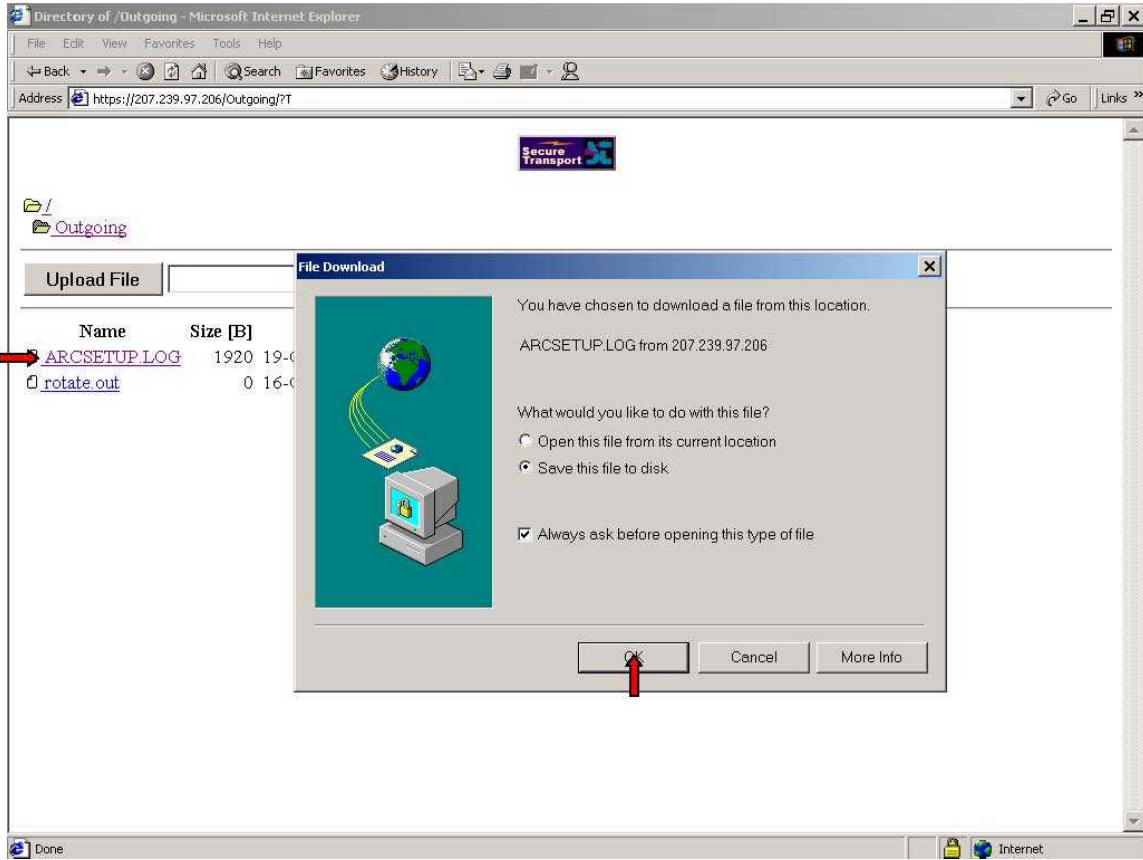 Directory of /Outgoing - Microsoft Internet Explorer
File Edit View Favorites Tools Help
Back Search Favorites History
Address https://207.239.97.206/Outgoing/?T Go Links »
Secure
Transport
/
Outgoing
Upload File
Name Size [B]
ARCSETUP.LOG 1920 19-
rotate.out 0 16-
File Download
You have chosen to download a file from this location.
ARCSETUP.LOG from 207.239.97.206
What would you like to do with this file?
Open this file from its current location
Save this file to disk
Always ask before opening this type of file
OK Cancel More Info
Done Internet